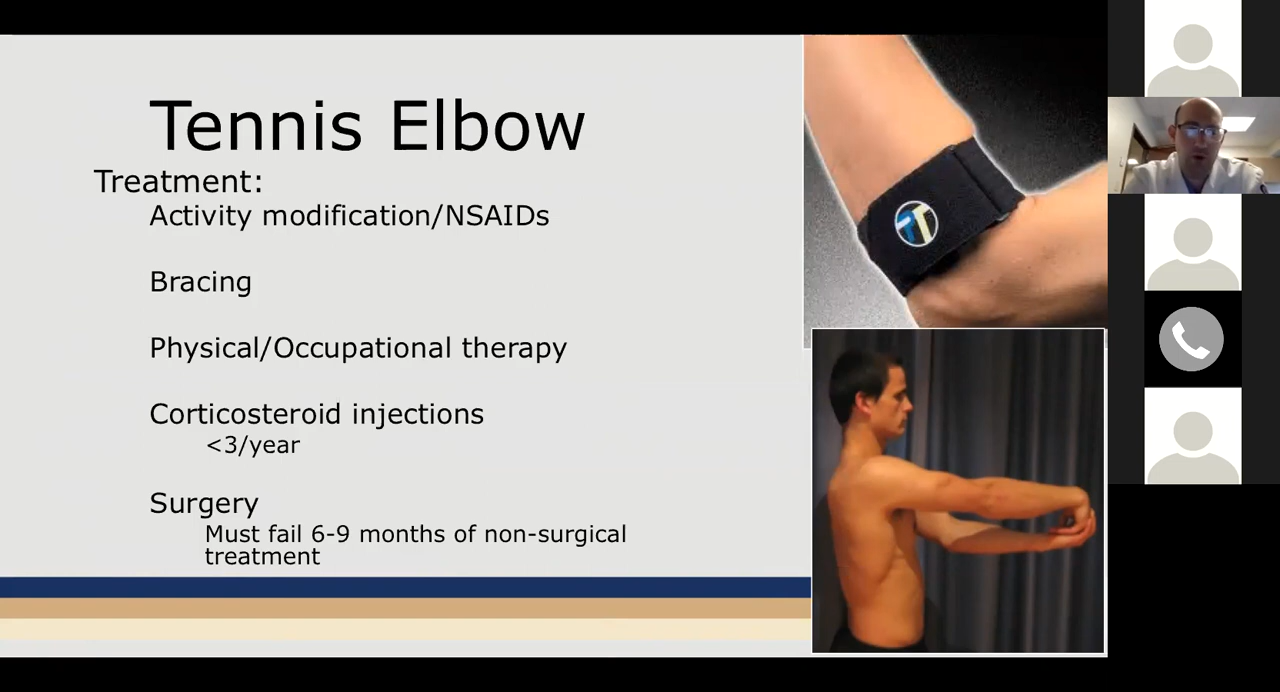 Tennis Elbow
Treatment:
Activity modification/NSAIDs
Bracing
Physical/Occupational therapy
Corticosteroid injections
<3/year
Surgery
Must fail 6-9 months of non-surgical
treatment